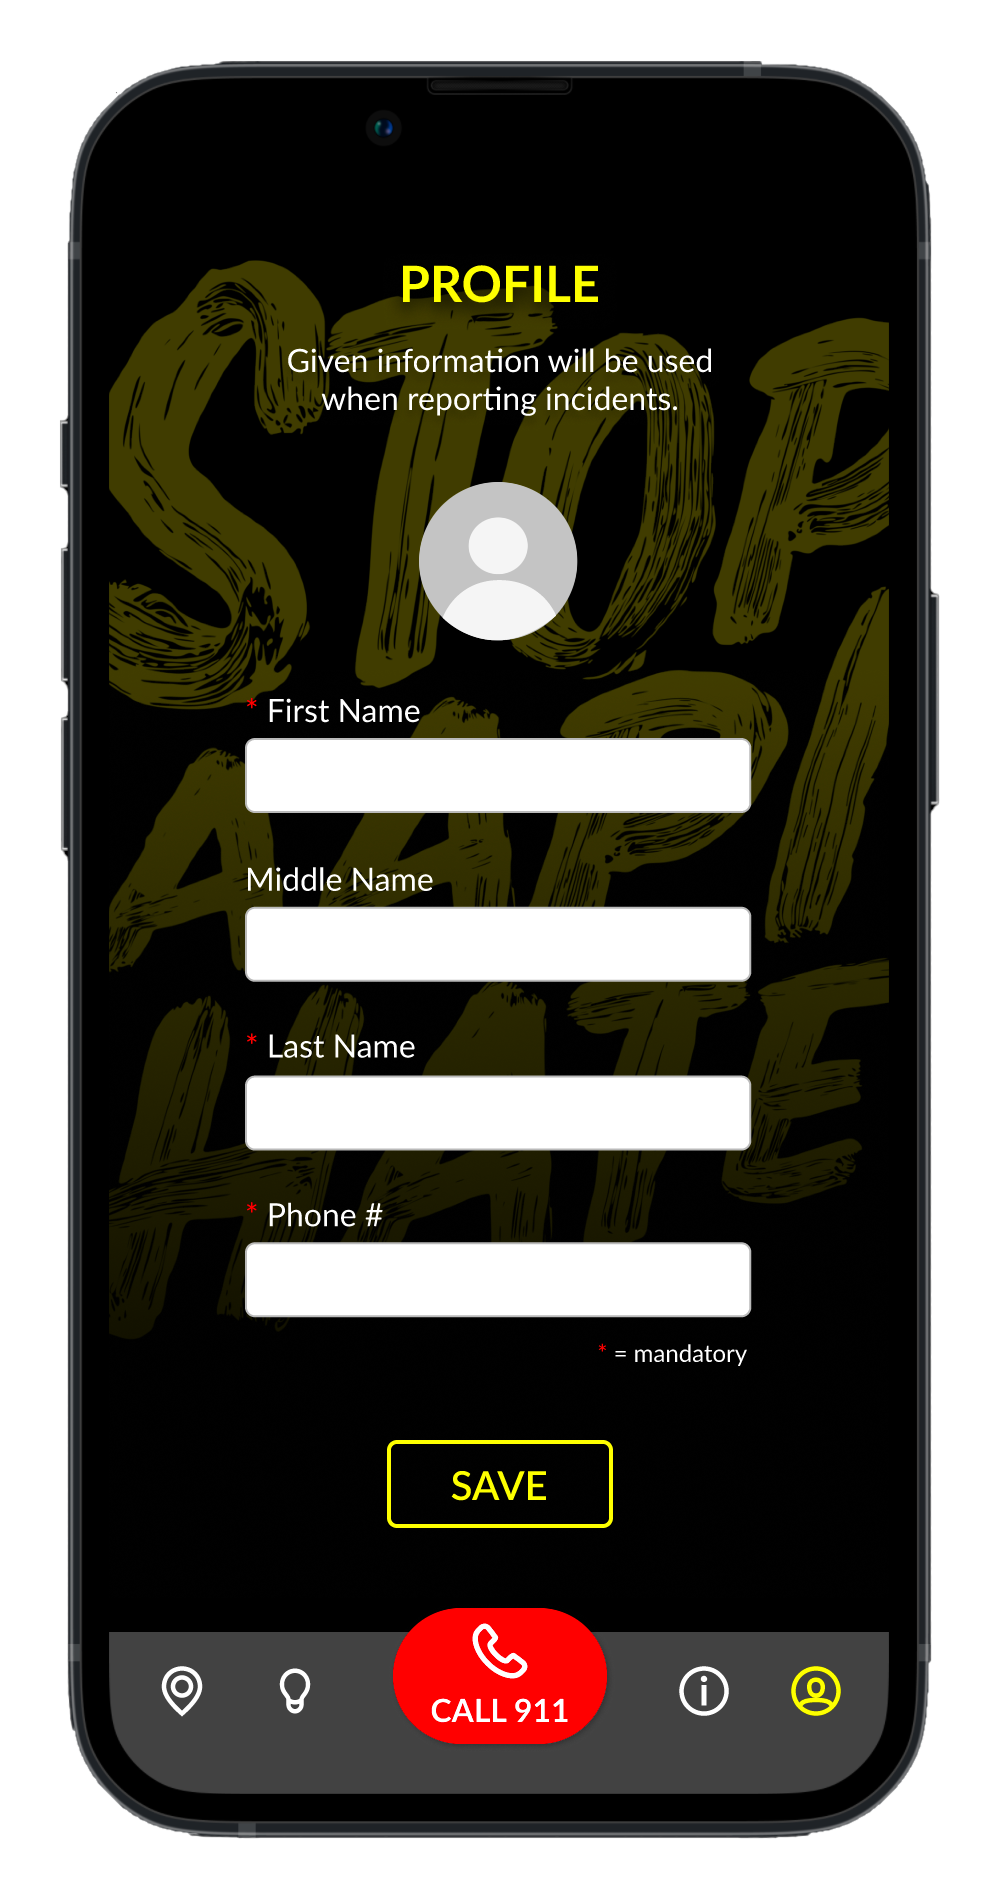 STOP
AAPI
HATE
PROFILE
Given information will be used
when reporting incidents.
* First Name
Middle Name
* Last Name
* Phone #
* = mandatory
SAVE
CALL 911